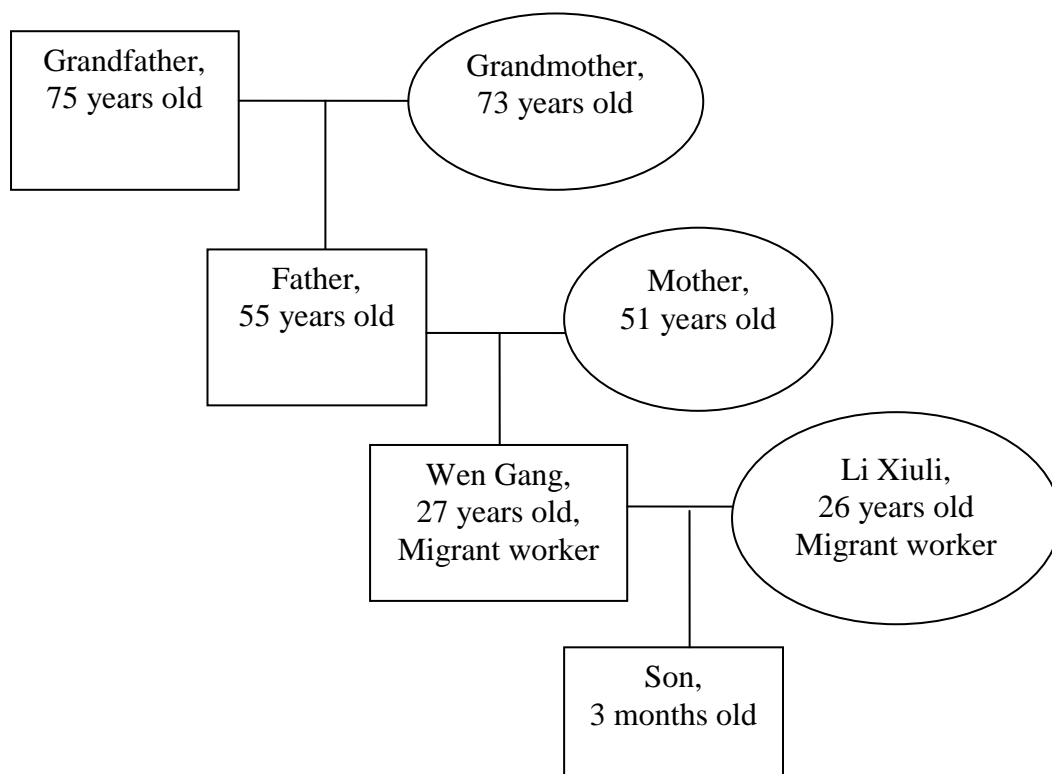 Grandfather,
75 years old
Grandmother,
73 years old
Father,
55 years old
Mother,
51 years old
Wen Gang,
27 years old,
Migrant worker
Li Xiuli,
26 years old
Migrant worker
Son,
3 months old